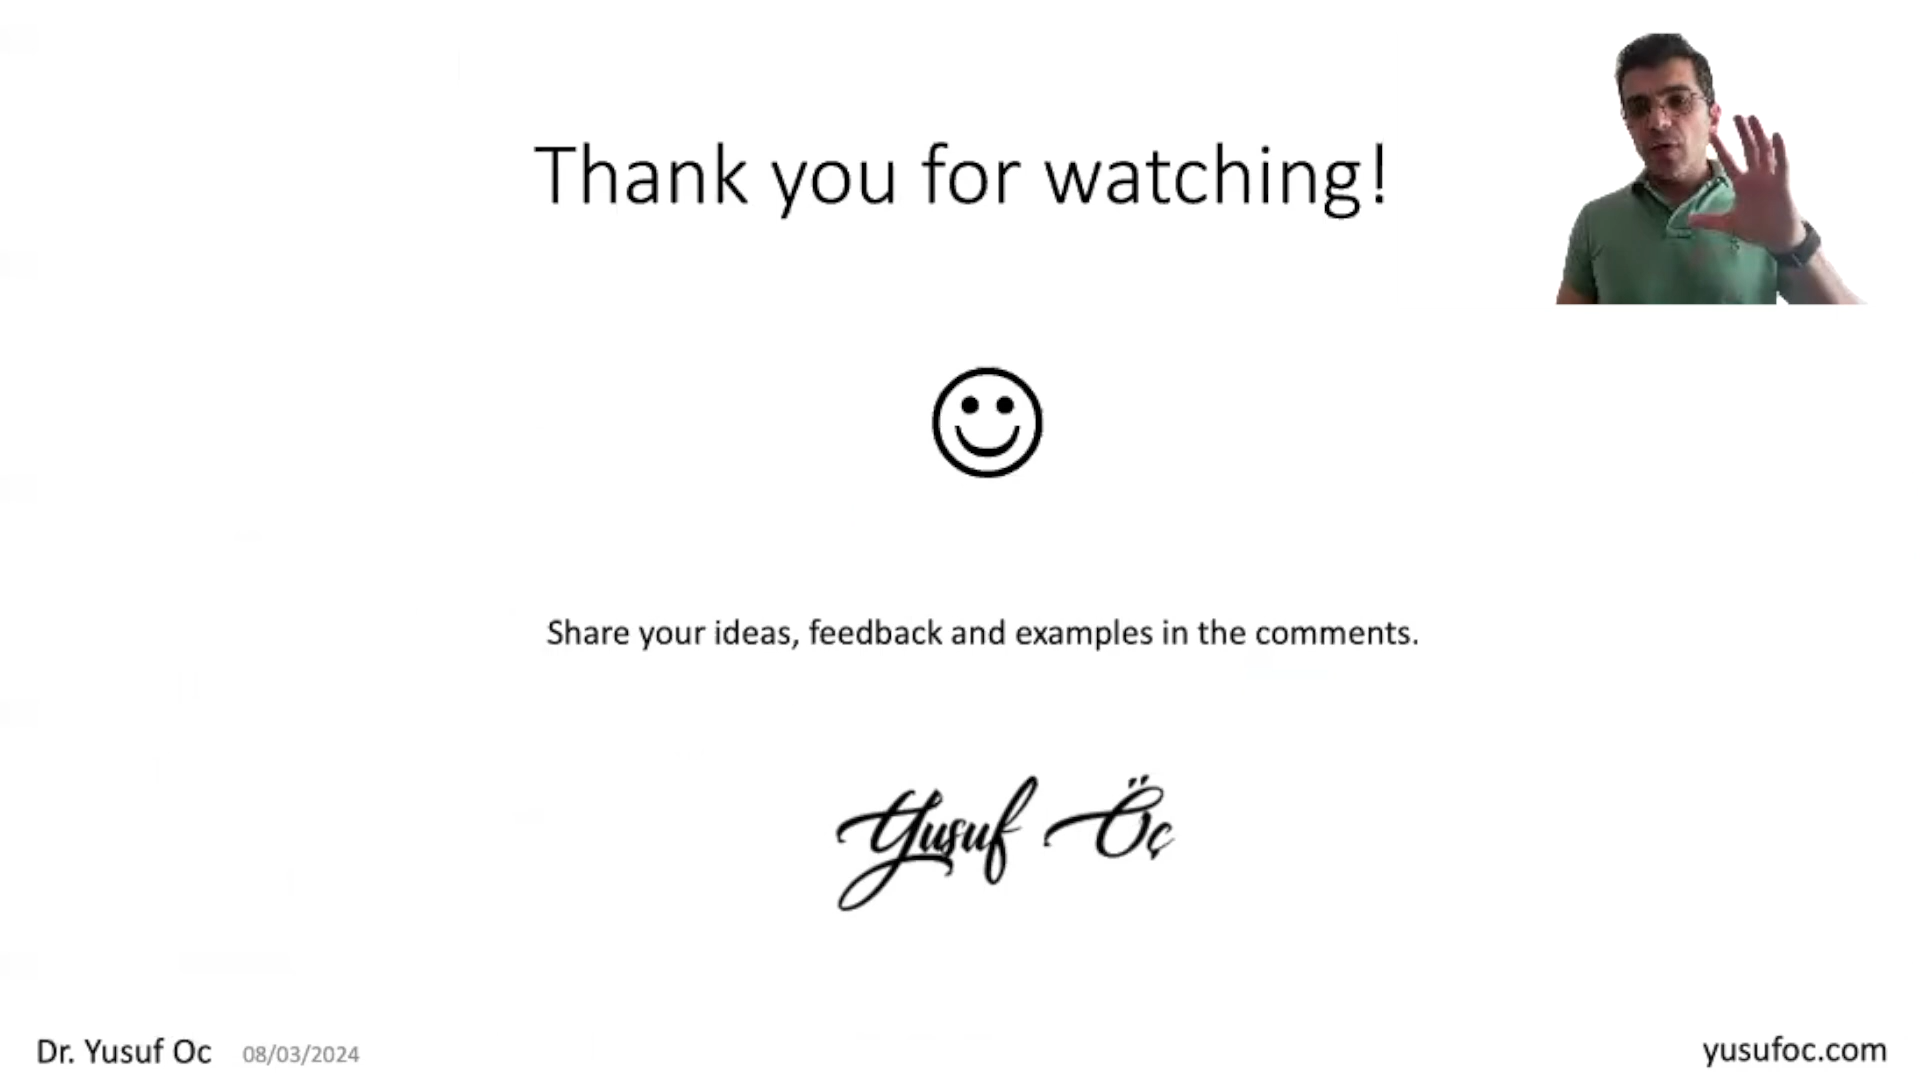 Thank you for watching!
Share your ideas, feedback and examples in the comments.
Yusuf Öç
Dr. Yusuf Oc 08/03/2024
yusufoc.com